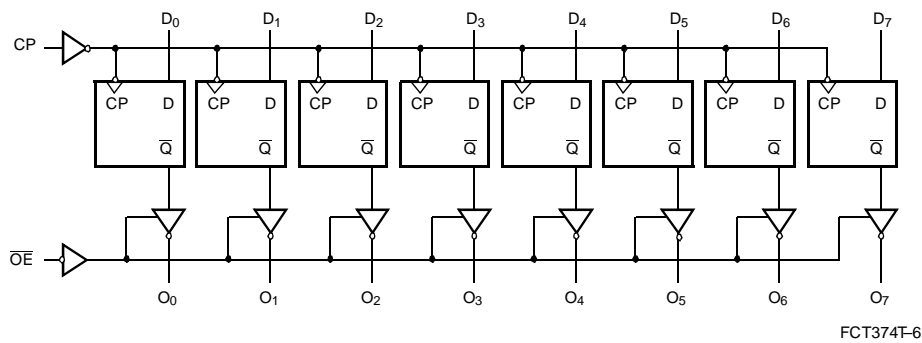 D0 D1 D2 D3 D4 D5 D6 D7
CP
CP D CP D CP D CP D CP D CP D CP D CP D
Q̅ Q̅ Q̅ Q̅ Q̅ Q̅ Q̅ Q̅
O̅E̅
O0 O1 O2 O3 O4 O5 O6 O7
FCT374T–6